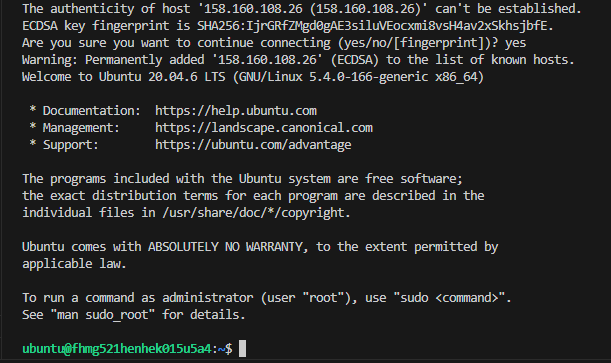 The authenticity of host '158.160.108.26 (158.160.108.26)' can't be established.
ECDSA key fingerprint is SHA256:IjrGRfZMgd0gAE3siluVEocxmi8vsH4av2xSkhsjbfE.
Are you sure you want to continue connecting (yes/no/[fingerprint])? yes
Warning: Permanently added '158.160.108.26' (ECDSA) to the list of known hosts.
Welcome to Ubuntu 20.04.6 LTS (GNU/Linux 5.4.0-166-generic x86_64)
* Documentation: https://help.ubuntu.com
* Management: https://landscape.canonical.com
* Support: https://ubuntu.com/advantage
The programs included with the Ubuntu system are free software;
the exact distribution terms for each program are described in the
individual files in /usr/share/doc/*/copyright.
Ubuntu comes with ABSOLUTELY NO WARRANTY, to the extent permitted by
applicable law.
To run a command as administrator (user "root"), use "sudo <command>".
See "man sudo_root" for details.
ubuntu@fhmg521henhek015u5a4:~$